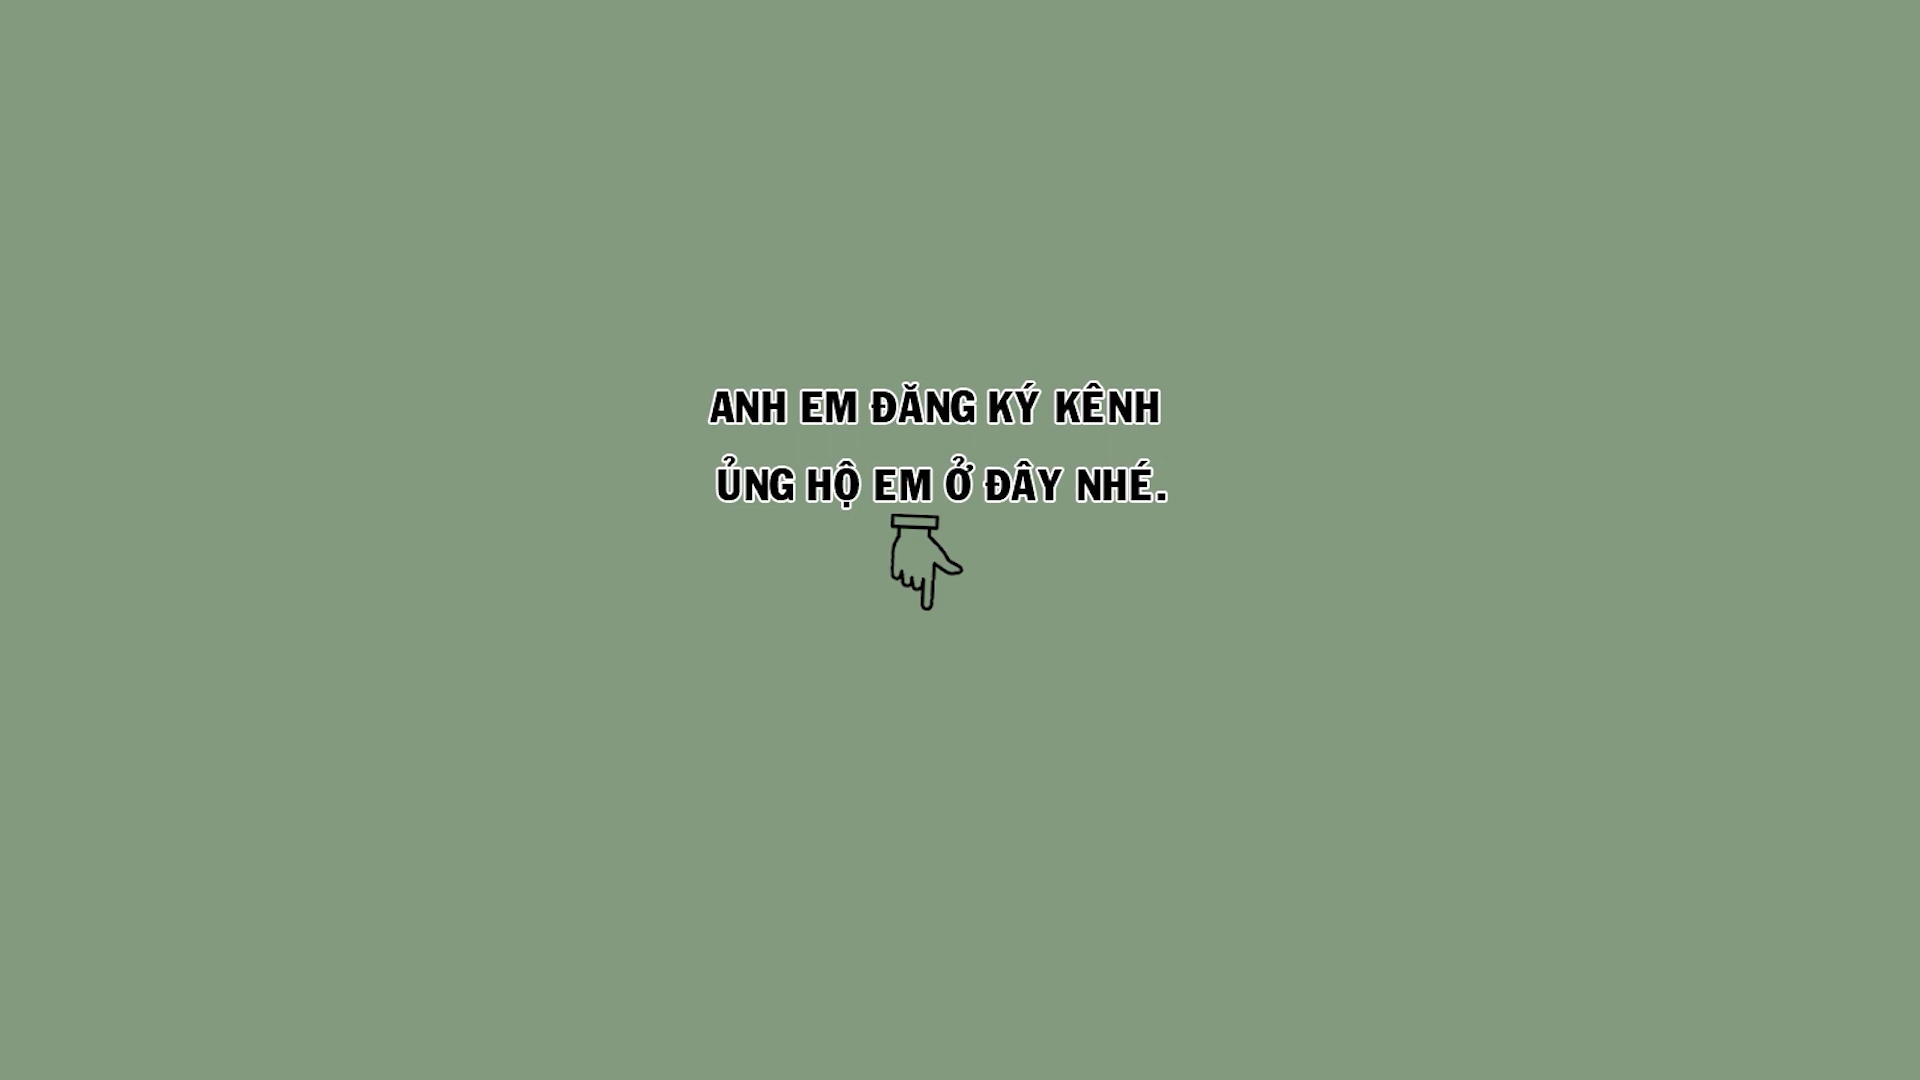 ANH EM ĐĂNG KÝ KÊNH
ỦNG HỘ EM Ở ĐÂY NHÉ.